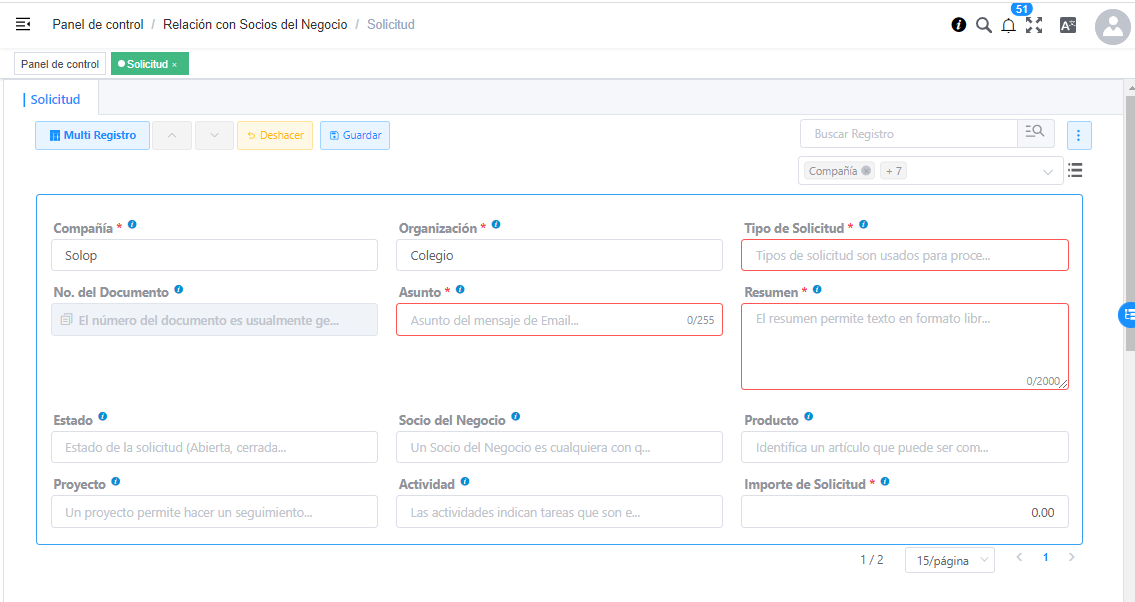 51
Panel de control / Relación con Socios del Negocio / Solicitud
Panel de control
Solicitud ×
Solicitud
Multi Registro
Deshacer
Guardar
Buscar Registro
Compañía
+ 7
Compañía *
Organización *
Tipo de Solicitud *
Solop
Colegio
Tipos de solicitud son usados para proce...
No. del Documento
Asunto *
Resumen *
El número del documento es usualmente ge...
Asunto del mensaje de Email...
0/255
El resumen permite texto en formato libr...
0/2000
Estado
Socio del Negocio
Producto
Estado de la solicitud (Abierta, cerrada...
Un Socio del Negocio es cualquiera con q...
Identifica un artículo que puede ser com...
Proyecto
Actividad
Importe de Solicitud *
Un proyecto permite hacer un seguimiento...
Las actividades indican tareas que son e...
0.00
1 / 2
15/página
1